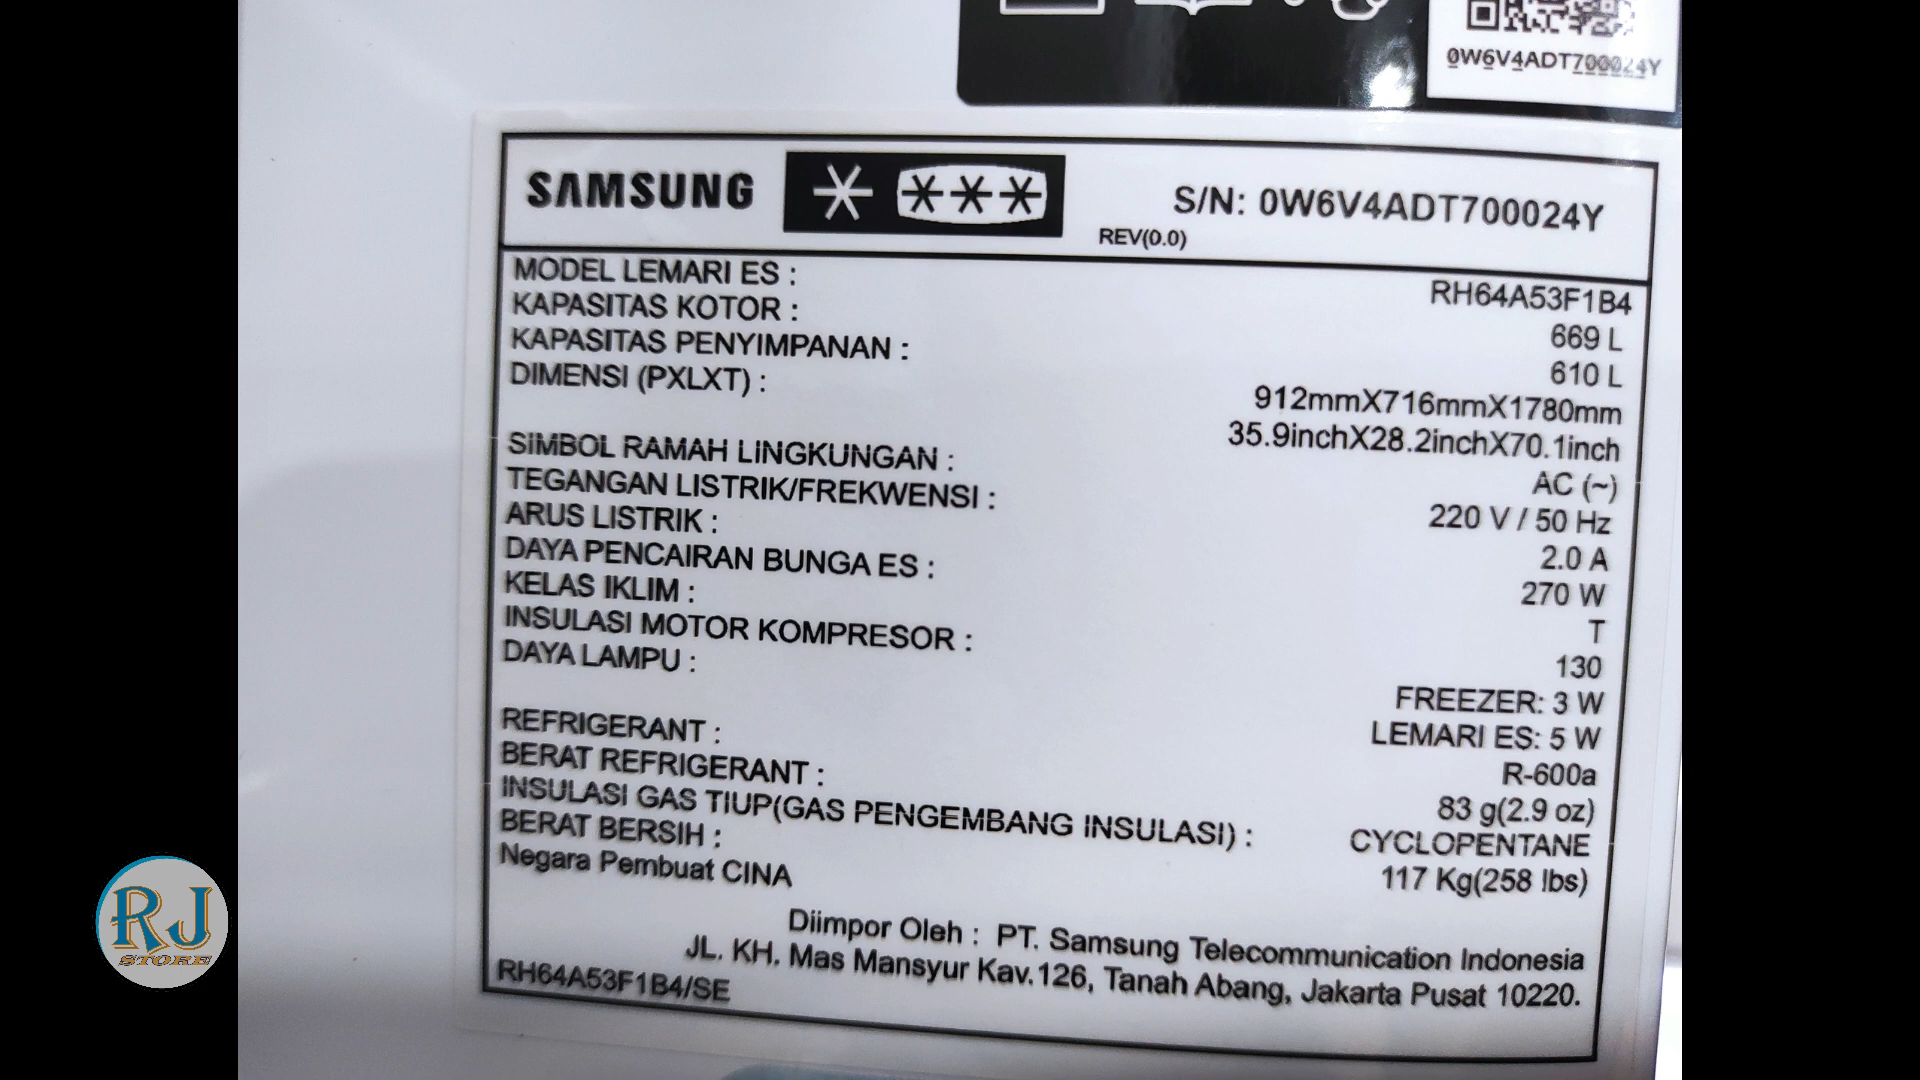 0W6V4ADT700024Y
SAMSUNG
S/N: 0W6V4ADT700024Y
REV(0.0)
MODEL LEMARI ES : RH64A53F1B4
KAPASITAS KOTOR : 669 L
KAPASITAS PENYIMPANAN : 610 L
DIMENSI (PXLXT) : 912mmX716mmX1780mm
35.9inchX28.2inchX70.1inch
SIMBOL RAMAH LINGKUNGAN : AC (~)
TEGANGAN LISTRIK/FREKWENSI : 220 V / 50 Hz
ARUS LISTRIK : 2.0 A
DAYA PENCAIRAN BUNGA ES : 270 W
KELAS IKLIM : T
INSULASI MOTOR KOMPRESOR : 130
DAYA LAMPU : FREEZER: 3 W
LEMARI ES: 5 W
REFRIGERANT : R-600a
BERAT REFRIGERANT : 83 g(2.9 oz)
INSULASI GAS TIUP(GAS PENGEMBANG INSULASI) : CYCLOPENTANE
BERAT BERSIH : 117 Kg(258 lbs)
Negara Pembuat CINA
Diimpor Oleh : PT. Samsung Telecommunication Indonesia
JL. KH. Mas Mansyur Kav.126, Tanah Abang, Jakarta Pusat 10220.
RH64A53F1B4/SE
RJ
STORE